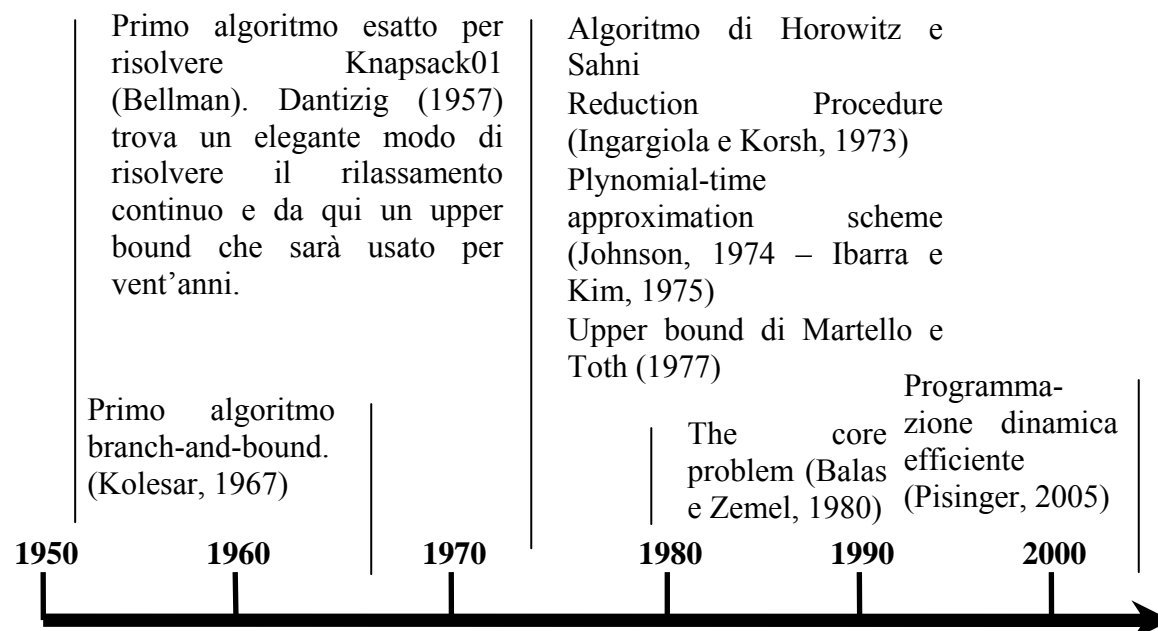 Primo algoritmo esatto per
risolvere Knapsack01
(Bellman). Dantizig (1957)
trova un elegante modo di
risolvere il rilassamento
continuo e da qui un upper
bound che sarà usato per
vent'anni.
Algoritmo di Horowitz e
Sahni
Reduction Procedure
(Ingargiola e Korsh, 1973)
Plynomial-time
approximation scheme
(Johnson, 1974 – Ibarra e
Kim, 1975)
Upper bound di Martello e
Toth (1977)
Primo algoritmo
branch-and-bound.
(Kolesar, 1967)
The core
problem (Balas
e Zemel, 1980)
Programma-
zione dinamica
efficiente
(Pisinger, 2005)
1950 1960 1970 1980 1990 2000